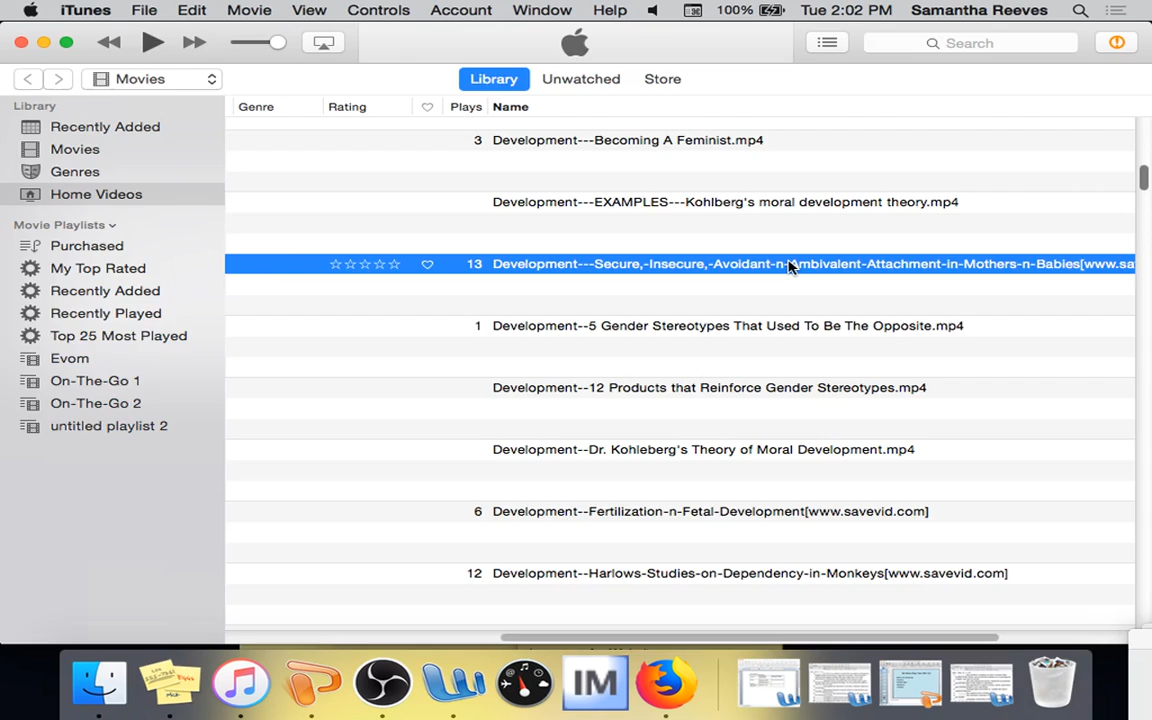 iTunes File Edit Movie View Controls Account Window Help 100% Tue 2:02 PM Samantha Reeves
Search
Movies Library Unwatched Store
Library
Recently Added
Movies
Genres
Home Videos
Movie Playlists
Purchased
My Top Rated
Recently Added
Recently Played
Top 25 Most Played
Evom
On-The-Go 1
On-The-Go 2
untitled playlist 2
Genre Rating Plays Name
3 Development---Becoming A Feminist.mp4
Development---EXAMPLES---Kohlberg's moral development theory.mp4
13 Development---Secure,-Insecure,-Avoidant-n-Ambivalent-Attachment-in-Mothers-n-Babies[www.sa
1 Development--5 Gender Stereotypes That Used To Be The Opposite.mp4
Development--12 Products that Reinforce Gender Stereotypes.mp4
Development--Dr. Kohleberg's Theory of Moral Development.mp4
6 Development--Fertilization-n-Fetal-Development[www.savevid.com]
12 Development--Harlows-Studies-on-Dependency-in-Monkeys[www.savevid.com]
IM